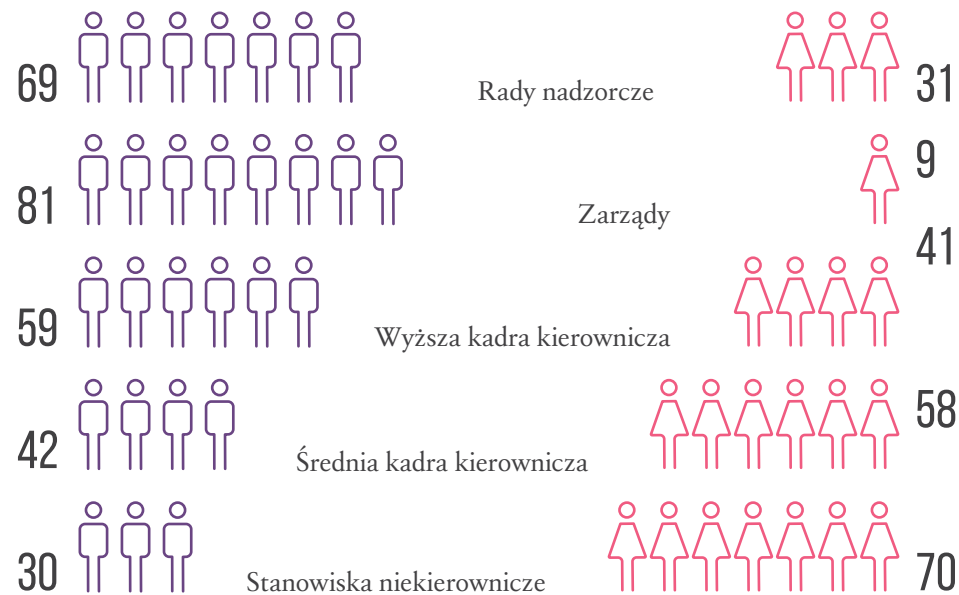 69 Rady nadzorcze 31
81 Zarządy 9
59 Wyższa kadra kierownicza 41
42 Średnia kadra kierownicza 58
30 Stanowiska niekierownicze 70